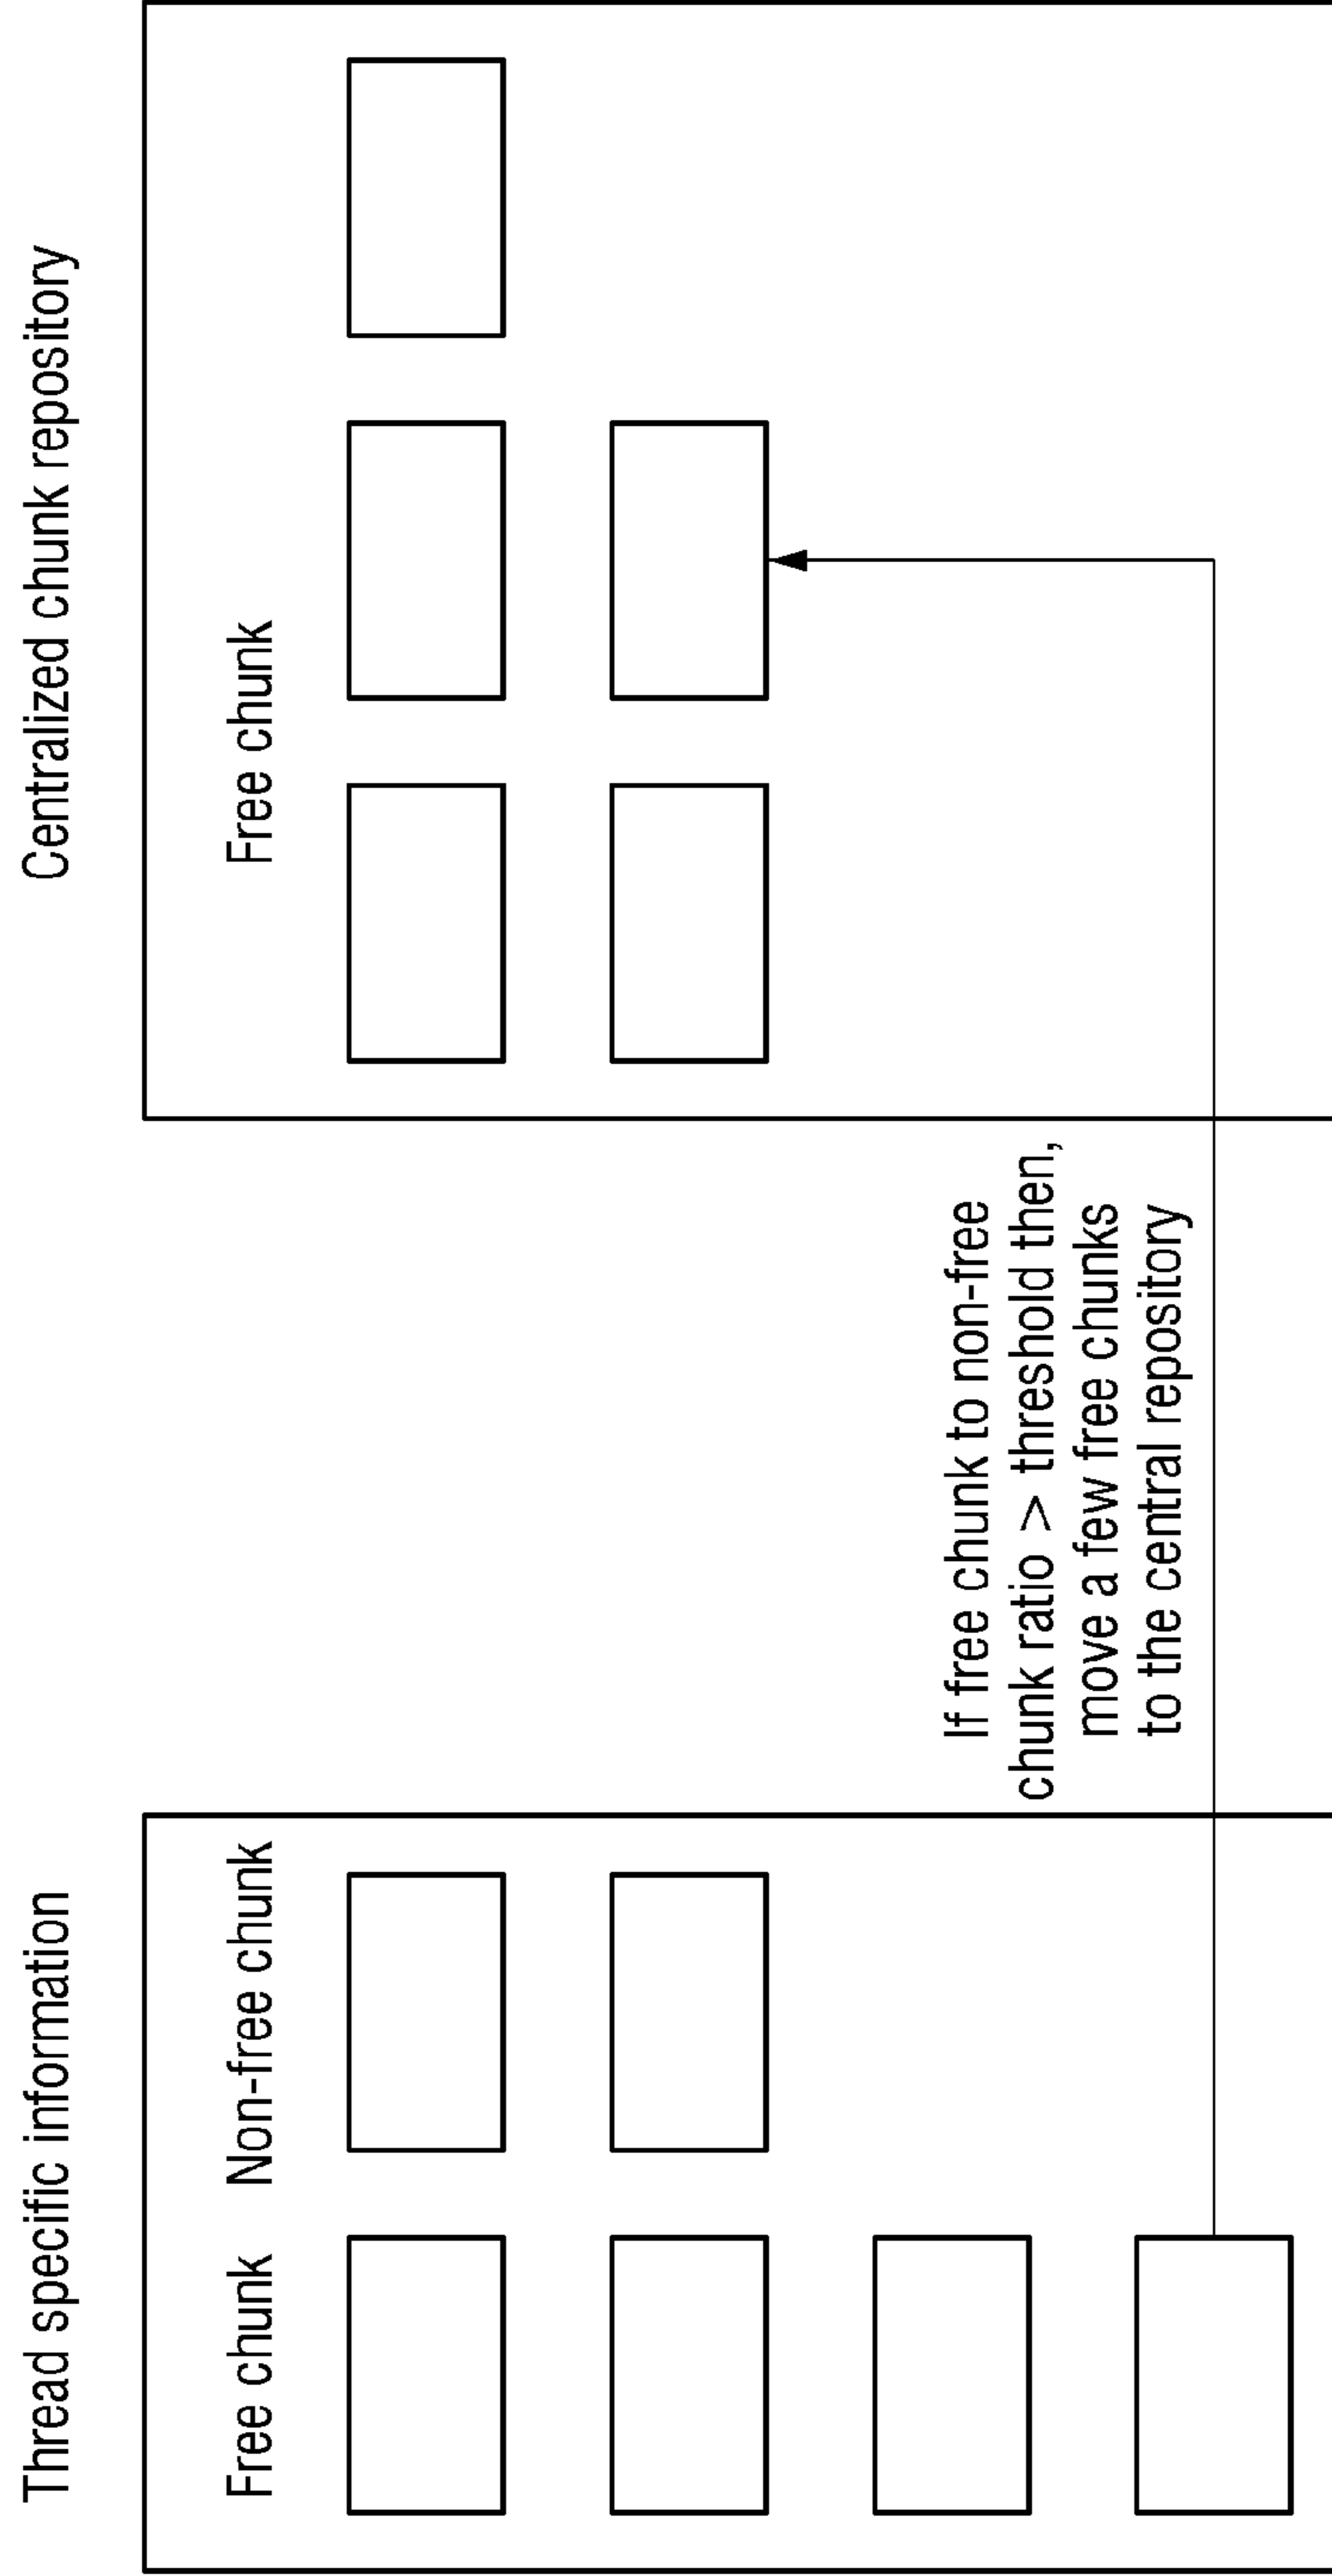 Thread specific information
Centralized chunk repository
Free chunk
Non-free chunk
Free chunk
If free chunk to non-free
chunk ratio > threshold then,
move a few free chunks
to the central repository